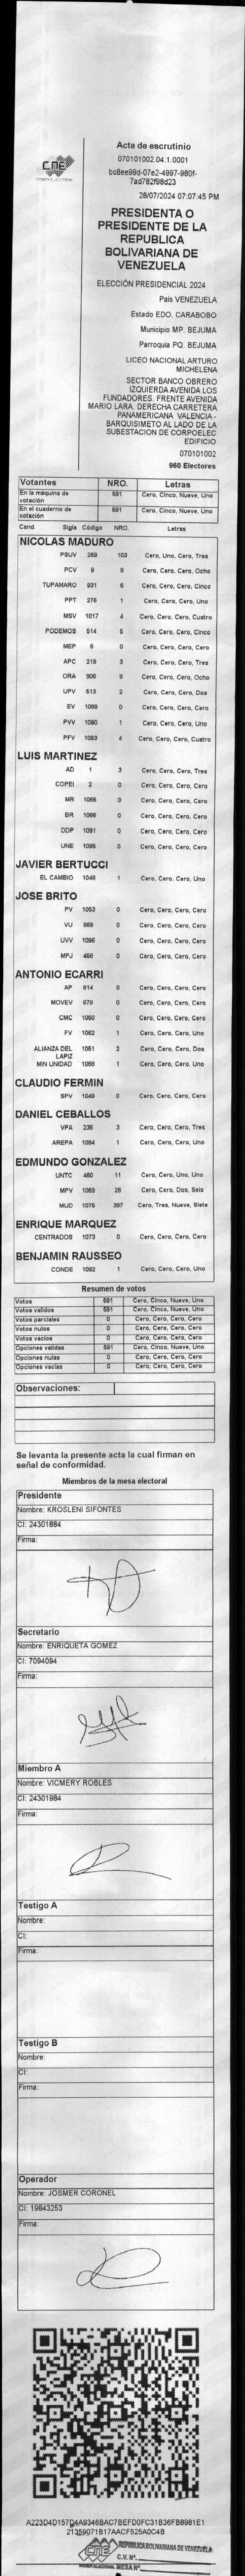 CNE
Acta de escrutinio
070101002.04.1.0001
bc8ee99d-07e2-4997-980f-
7ad782f98d23
28/07/2024 07:07:45 PM
PRESIDENTA O
PRESIDENTE DE LA
REPUBLICA
BOLIVARIANA DE
VENEZUELA
ELECCIÓN PRESIDENCIAL 2024
Pais VENEZUELA
Estado EDO. CARABOBO
Municipio MP. BEJUMA
Parroquia PQ. BEJUMA
LICEO NACIONAL ARTURO
MICHELENA
SECTOR BANCO OBRERO
IZQUIERDA AVENIDA LOS
FUNDADORES. FRENTE AVENIDA
MARIO LARA. DERECHA CARRETERA
PANAMERICANA VALENCIA -
BARQUISIMETO AL LADO DE LA
SUBESTACION DE CORPOELEC
EDIFICIO
070101002
960 Electores
Votantes NRO. Letras
En la máquina de votación 591 Cero, Cinco, Nueve, Uno
En el cuaderno de votación 591 Cero, Cinco, Nueve, Uno
Cand. Sigla Código NRO. Letras
NICOLAS MADURO
PSUV 269 103 Cero, Uno, Cero, Tres
PCV 9 8 Cero, Cero, Cero, Ocho
TUPAMARO 931 5 Cero, Cero, Cero, Cinco
PPT 276 1 Cero, Cero, Cero, Uno
MSV 1017 4 Cero, Cero, Cero, Cuatro
PODEMOS 514 5 Cero, Cero, Cero, Cinco
MEP 6 0 Cero, Cero, Cero, Cero
APC 219 3 Cero, Cero, Cero, Tres
ORA 906 8 Cero, Cero, Cero, Ocho
UPV 513 2 Cero, Cero, Cero, Dos
EV 1089 0 Cero, Cero, Cero, Cero
PVV 1090 1 Cero, Cero, Cero, Uno
PFV 1093 4 Cero, Cero, Cero, Cuatro
LUIS MARTINEZ
AD 1 3 Cero, Cero, Cero, Tres
COPEI 2 0 Cero, Cero, Cero, Cero
MR 1065 0 Cero, Cero, Cero, Cero
BR 1066 0 Cero, Cero, Cero, Cero
DDP 1091 0 Cero, Cero, Cero, Cero
UNE 1095 0 Cero, Cero, Cero, Cero
JAVIER BERTUCCI
EL CAMBIO 1048 1 Cero, Cero, Cero, Uno
JOSE BRITO
PV 1053 0 Cero, Cero, Cero, Cero
VU 868 0 Cero, Cero, Cero, Cero
UVV 1096 0 Cero, Cero, Cero, Cero
MPJ 458 0 Cero, Cero, Cero, Cero
ANTONIO ECARRI
AP 914 0 Cero, Cero, Cero, Cero
MOVEV 978 0 Cero, Cero, Cero, Cero
CMC 1050 0 Cero, Cero, Cero, Cero
FV 1062 1 Cero, Cero, Cero, Uno
ALIANZA DEL LAPIZ 1051 2 Cero, Cero, Cero, Dos
MIN UNIDAD 1068 1 Cero, Cero, Cero, Uno
CLAUDIO FERMIN
SPV 1049 0 Cero, Cero, Cero, Cero
DANIEL CEBALLOS
VPA 236 3 Cero, Cero, Cero, Tres
AREPA 1094 1 Cero, Cero, Cero, Uno
EDMUNDO GONZALEZ
UNTC 460 11 Cero, Cero, Uno, Uno
MPV 1069 26 Cero, Cero, Dos, Seis
MUD 1076 397 Cero, Tres, Nueve, Siete
ENRIQUE MARQUEZ
CENTRADOS 1073 0 Cero, Cero, Cero, Cero
BENJAMIN RAUSSEO
CONDE 1092 1 Cero, Cero, Cero, Uno
Resumen de votos
Votos 591 Cero, Cinco, Nueve, Uno
Votos validos 591 Cero, Cinco, Nueve, Uno
Votos parciales 0 Cero, Cero, Cero, Cero
Votos nulos 0 Cero, Cero, Cero, Cero
Votos vacios 0 Cero, Cero, Cero, Cero
Opciones validas 591 Cero, Cinco, Nueve, Uno
Opciones nulas 0 Cero, Cero, Cero, Cero
Opciones vacias 0 Cero, Cero, Cero, Cero
Observaciones:
Se levanta la presente acta la cual firman en
señal de conformidad.
Miembros de la mesa electoral
Presidente
Nombre: KROSLENI SIFONTES
CI: 24301884
Firma:
Secretario
Nombre: ENRIQUETA GOMEZ
CI: 7094094
Firma:
Miembro A
Nombre: VICMERY ROBLES
CI: 24301984
Firma:
Testigo A
Nombre:
CI:
Firma:
Testigo B
Nombre:
CI:
Firma:
Operador
Nombre: JOSMER CORONEL
CI: 19843253
Firma:
A223D4D157D4A9346BAC7BEFD0FC31B36FB8981E1
21359071B17AACF525A0C4B
CNE REPUBLICA BOLIVARIANA DE VENEZUELA
C.V. Nº.
PODER ELECTORAL MESA Nº